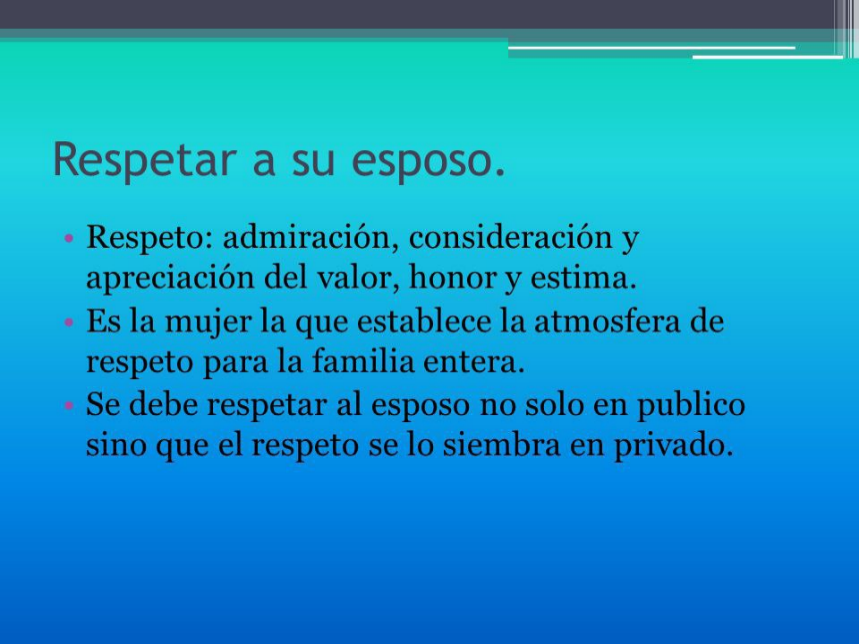 Respetar a su esposo.
• Respeto: admiración, consideración y
apreciación del valor, honor y estima.
• Es la mujer la que establece la atmosfera de
respeto para la familia entera.
• Se debe respetar al esposo no solo en publico
sino que el respeto se lo siembra en privado.